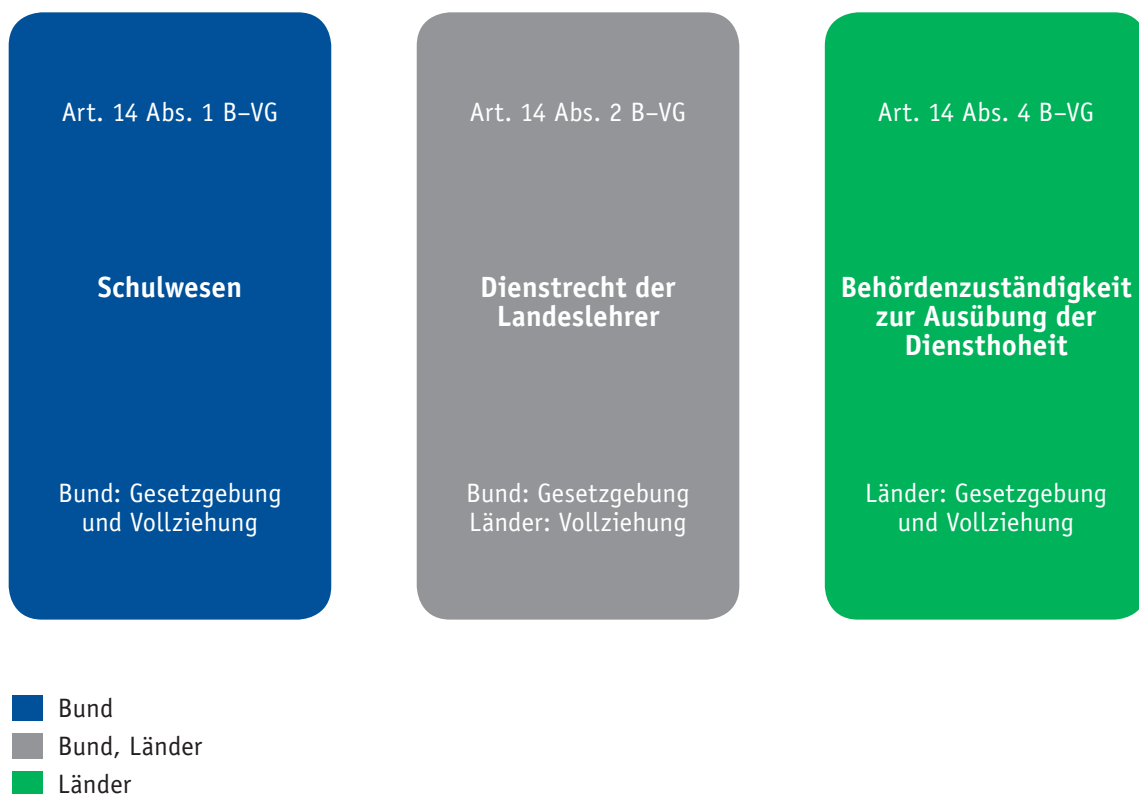 Art. 14 Abs. 1 B–VG
Schulwesen
Bund: Gesetzgebung
und Vollziehung
Art. 14 Abs. 2 B–VG
Dienstrecht der
Landeslehrer
Bund: Gesetzgebung
Länder: Vollziehung
Art. 14 Abs. 4 B–VG
Behördenzuständigkeit
zur Ausübung der
Diensthoheit
Länder: Gesetzgebung
und Vollziehung
Bund
Bund, Länder
Länder